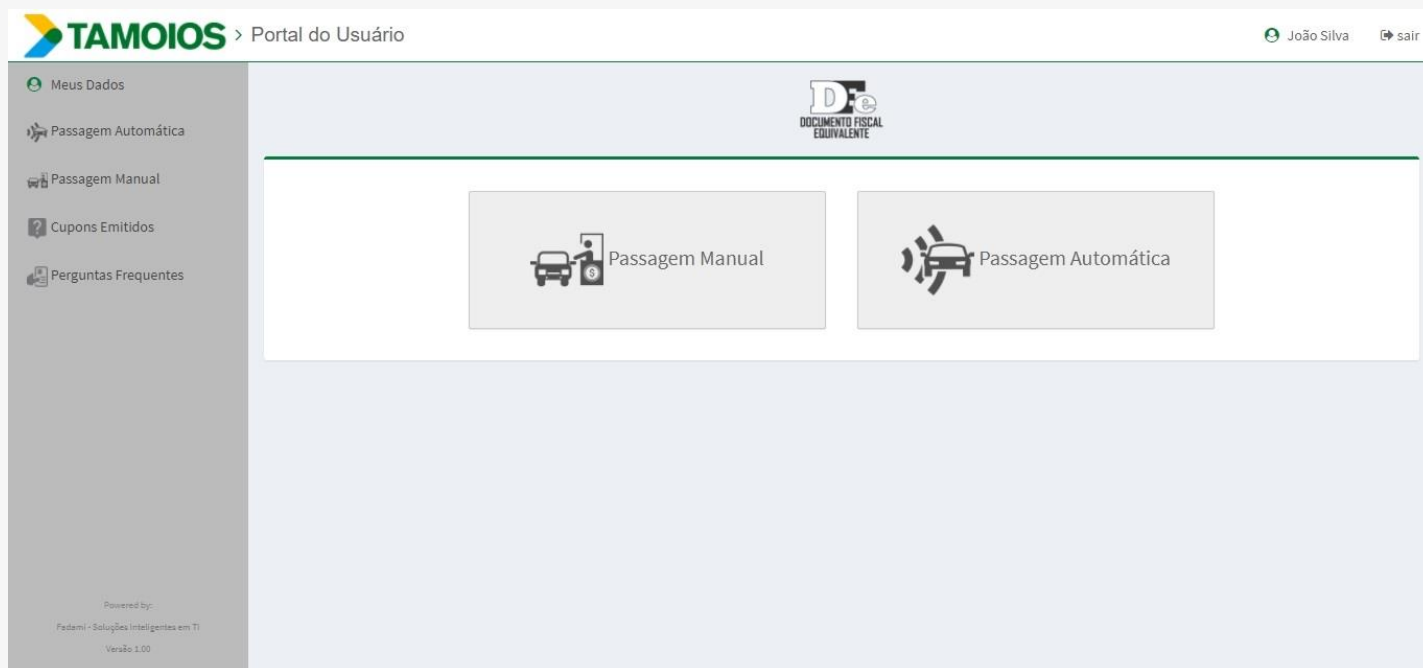 TAMOIOS > Portal do Usuário
João Silva
sair
Meus Dados
Passagem Automática
Passagem Manual
Cupons Emitidos
Perguntas Frequentes
DFe
DOCUMENTO FISCAL
EQUIVALENTE
Passagem Manual
Passagem Automática
Powered by:
Fadami - Soluções Inteligentes em TI
Versão 1.00